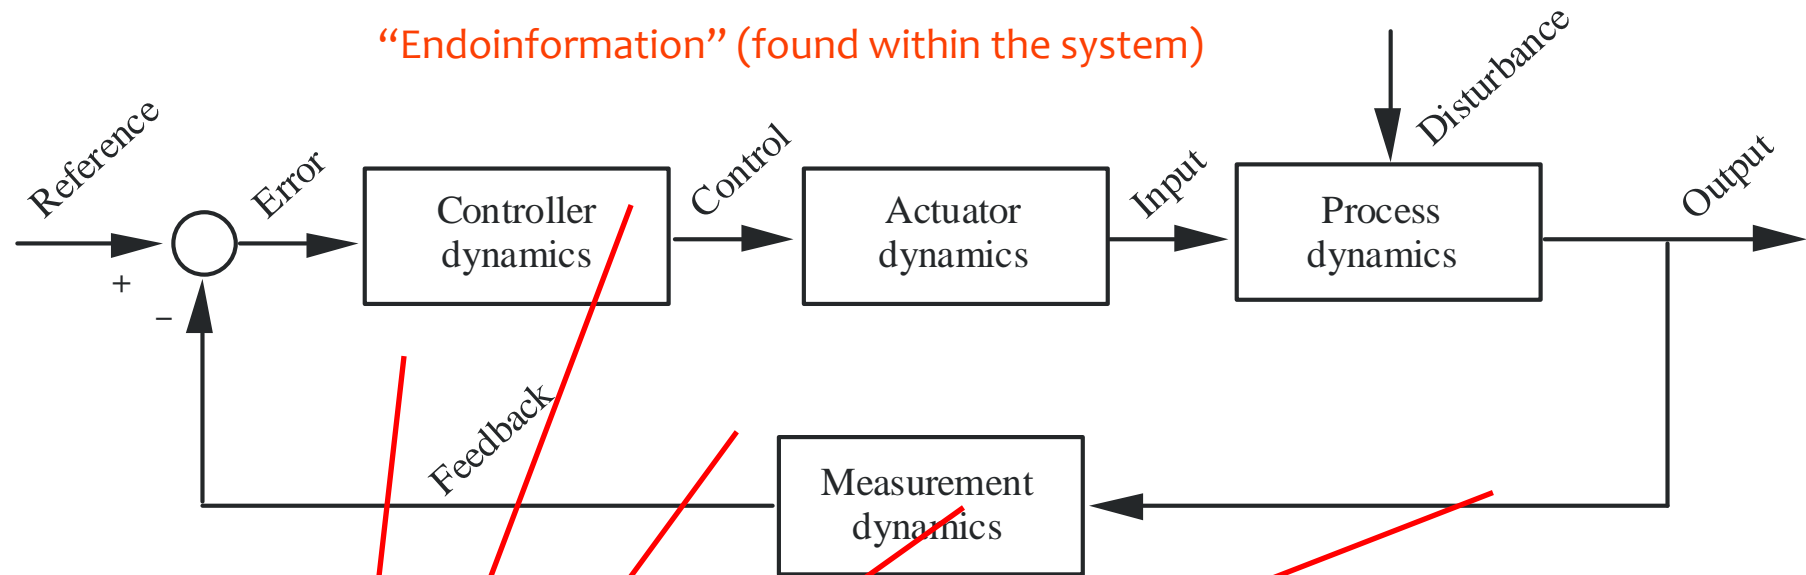 “Endoinformation” (found within the system)
Reference
Error
Controller
dynamics
Control
Actuator
dynamics
Input
Process
dynamics
Disturbance
Output
+
−
Feedback
Measurement
dynamics